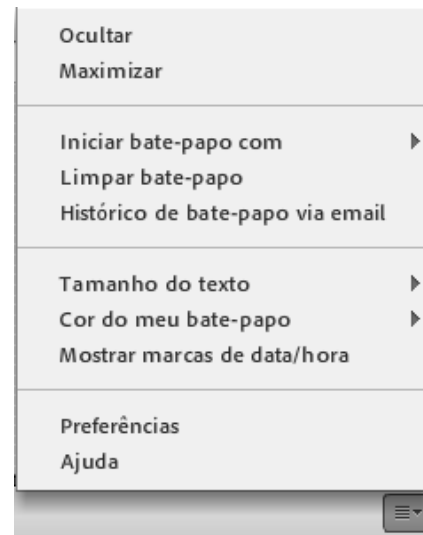 Ocultar
Maximizar
Iniciar bate-papo com
Limpar bate-papo
Histórico de bate-papo via email
Tamanho do texto
Cor do meu bate-papo
Mostrar marcas de data/hora
Preferências
Ajuda